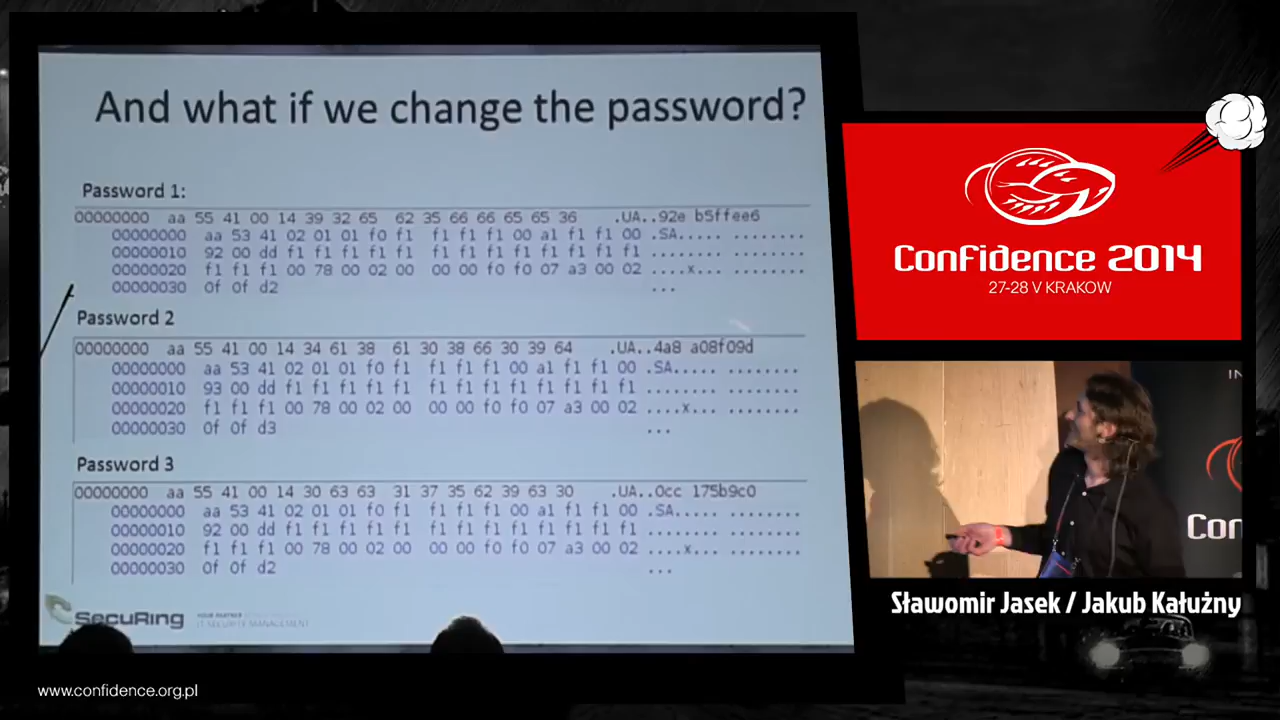 And what if we change the password?
Password 1:
00000000 aa 55 41 00 14 39 32 65 62 35 66 66 65 65 36 .UA..92e b5ffee6
00000000 aa 53 41 02 01 01 f0 f1 f1 f1 f1 00 a1 f1 f1 00 .SA..... ........
00000010 92 00 dd f1 f1 f1 f1 f1 f1 f1 f1 f1 f1 f1 f1 f1 ........ ........
00000020 f1 f1 f1 00 78 00 02 00 00 00 f0 f0 07 a3 00 02 ....x... ........
00000030 0f 0f d2 ...
Password 2
00000000 aa 55 41 00 14 34 61 38 61 30 38 66 30 39 64 .UA..4a8 a08f09d
00000000 aa 53 41 02 01 01 f0 f1 f1 f1 f1 00 a1 f1 f1 00 .SA..... ........
00000010 93 00 dd f1 f1 f1 f1 f1 f1 f1 f1 f1 f1 f1 f1 f1 ........ ........
00000020 f1 f1 f1 00 78 00 02 00 00 00 f0 f0 07 a3 00 02 ....x... ........
00000030 0f 0f d3 ...
Password 3
00000000 aa 55 41 00 14 30 63 63 31 37 35 62 39 63 30 .UA..0cc 175b9c0
00000000 aa 53 41 02 01 01 f0 f1 f1 f1 f1 00 a1 f1 f1 00 .SA..... ........
00000010 92 00 dd f1 f1 f1 f1 f1 f1 f1 f1 f1 f1 f1 f1 f1 ........ ........
00000020 f1 f1 f1 00 78 00 02 00 00 00 f0 f0 07 a3 00 02 ....x... ........
00000030 0f 0f d2 ...
SecuRing
YOUR PARTNER
IT SECURITY MANAGEMENT
Confidence 2014
27-28 V KRAKOW
Sławomir Jasek / Jakub Kałużny
www.confidence.org.pl